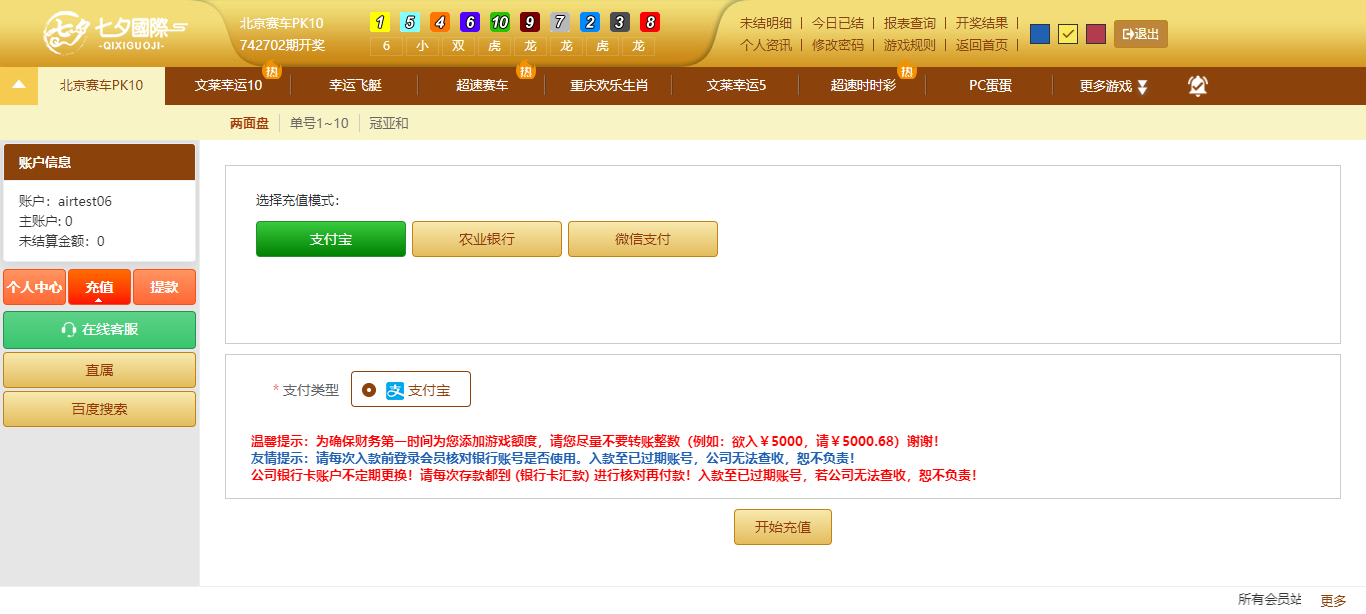 七夕國際
-QIXIGUOJI-
北京赛车PK10
742702期开奖
1 5 4 6 10 9 7 2 3 8
6 小 双 虎 龙 龙 虎 龙
未结明细 | 今日已结 | 报表查询 | 开奖结果 |
个人资讯 | 修改密码 | 游戏规则 | 返回首页 |
退出
北京赛车PK10 文莱幸运10 热 幸运飞艇 超速赛车 热 重庆欢乐生肖 文莱幸运5 超速时时彩 热 PC蛋蛋 更多游戏
两面盘 单号1~10 冠亚和
账户信息
账户：airtest06
主账户: 0
未结算金额：0
个人中心 充值 提款
在线客服
直属
百度搜索
选择充值模式：
支付宝 农业银行 微信支付
* 支付类型 支 支付宝
温馨提示：为确保财务第一时间为您添加游戏额度，请您尽量不要转账整数（例如：欲入￥5000，请￥5000.68）谢谢！
友情提示：请每次入款前登录会员核对银行账号是否使用。入款至已过期账号，公司无法查收，恕不负责！
公司银行卡账户不定期更换！请每次存款都到 (银行卡汇款) 进行核对再付款！入款至已过期账号，若公司无法查收，恕不负责！
开始充值
所有会员站 更多